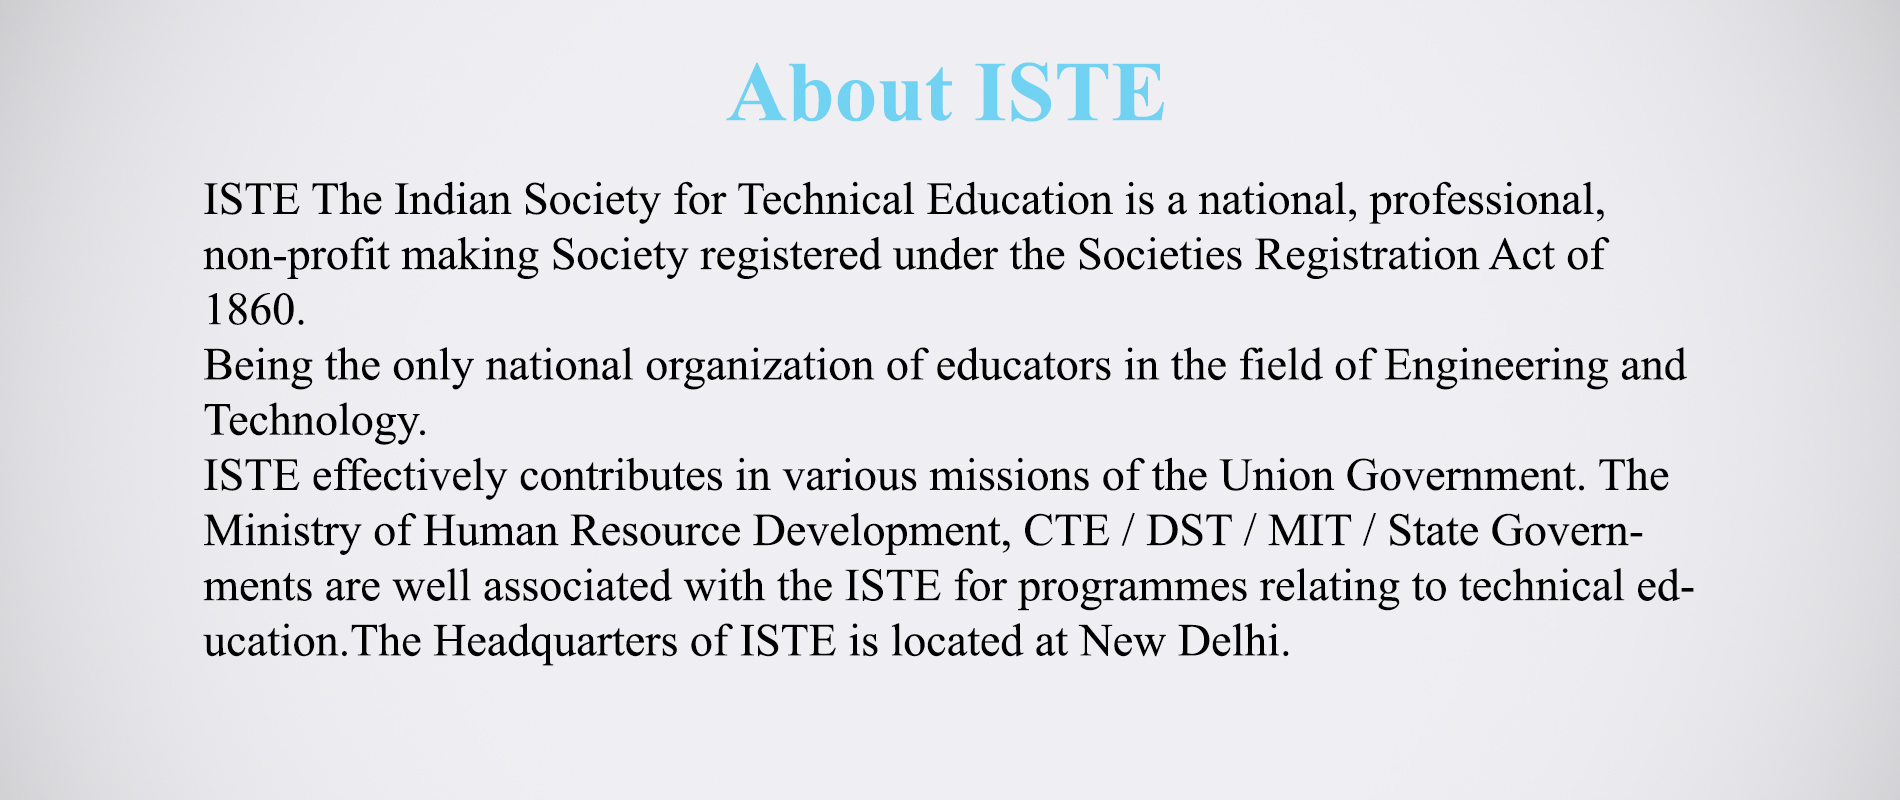 About ISTE
ISTE The Indian Society for Technical Education is a national, professional,
non-profit making Society registered under the Societies Registration Act of
1860.
Being the only national organization of educators in the field of Engineering and
Technology.
ISTE effectively contributes in various missions of the Union Government. The
Ministry of Human Resource Development, CTE / DST / MIT / State Govern-
ments are well associated with the ISTE for programmes relating to technical ed-
ucation.The Headquarters of ISTE is located at New Delhi.